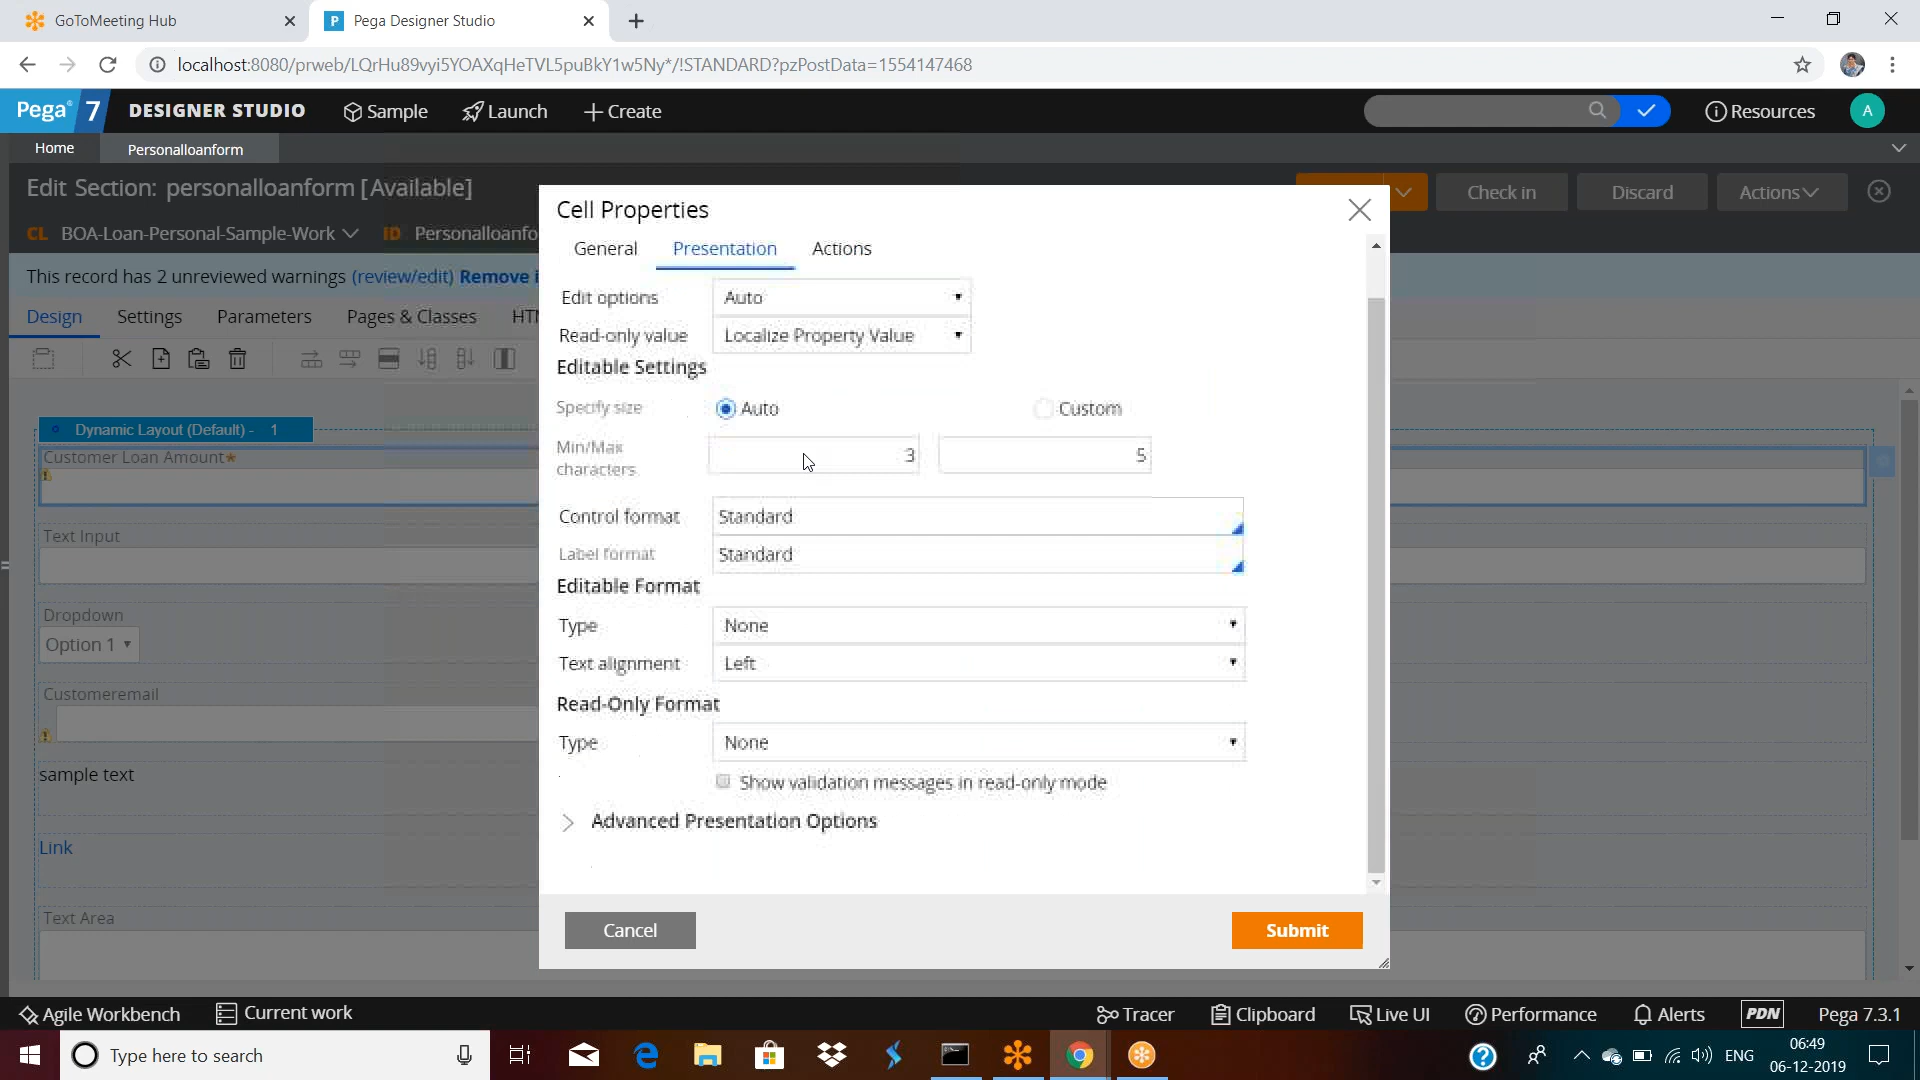 GoToMeeting Hub
Pega Designer Studio
localhost:8080/prweb/LQrHu89vyi5YOAXqHeTVL5puBkY1w5Ny*/!STANDARD?pzPostData=1554147468
Pega 7 DESIGNER STUDIO Sample Launch Create Resources A
Home Personalloanform
Edit Section: personalloanform [Available] Check in Discard Actions
CL BOA-Loan-Personal-Sample-Work ID Personalloanfo
This record has 2 unreviewed warnings (review/edit) Remove
Design Settings Parameters Pages & Classes
Dynamic Layout (Default) - 1
Customer Loan Amount*
Text Input
Dropdown
Option 1
Customeremail
sample text
Link
Text Area
Cell Properties
General Presentation Actions
Edit options Auto
Read-only value Localize Property Value
Editable Settings
Specify size Auto Custom
Min/Max characters 3 5
Control format Standard
Label format Standard
Editable Format
Type None
Text alignment Left
Read-Only Format
Type None
Show validation messages in read-only mode
Advanced Presentation Options
Cancel Submit
Agile Workbench Current work Tracer Clipboard Live UI Performance Alerts PDN Pega 7.3.1
Type here to search ENG 06:49
06-12-2019